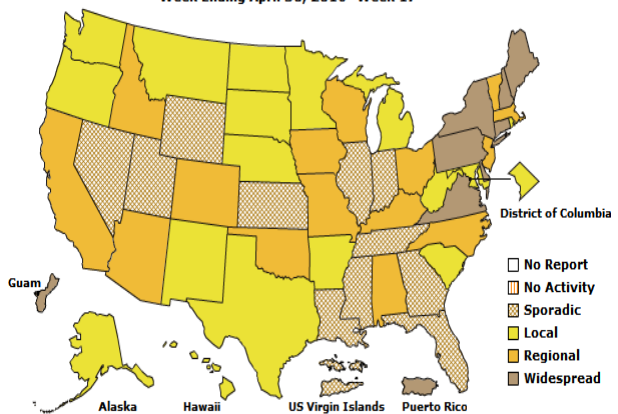 District of Columbia
No Report
No Activity
Sporadic
Guam
Local
Regional
Widespread
Alaska
Hawaii
US Virgin Islands
Puerto Rico